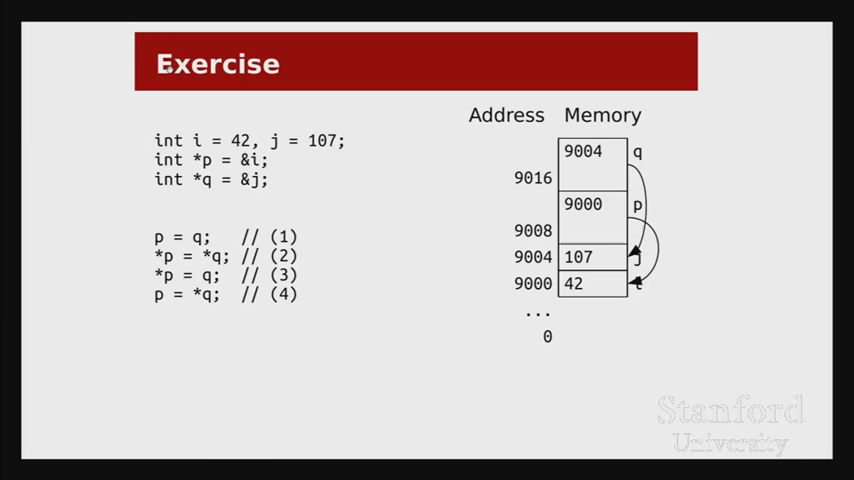 Exercise
int i = 42, j = 107;
int *p = &i;
int *q = &j;
p = q; // (1)
*p = *q; // (2)
*p = q; // (3)
p = *q; // (4)
Address Memory
9004 q
9016
9000 p
9008
9004 107 j
9000 42 i
...
0
Stanford
University